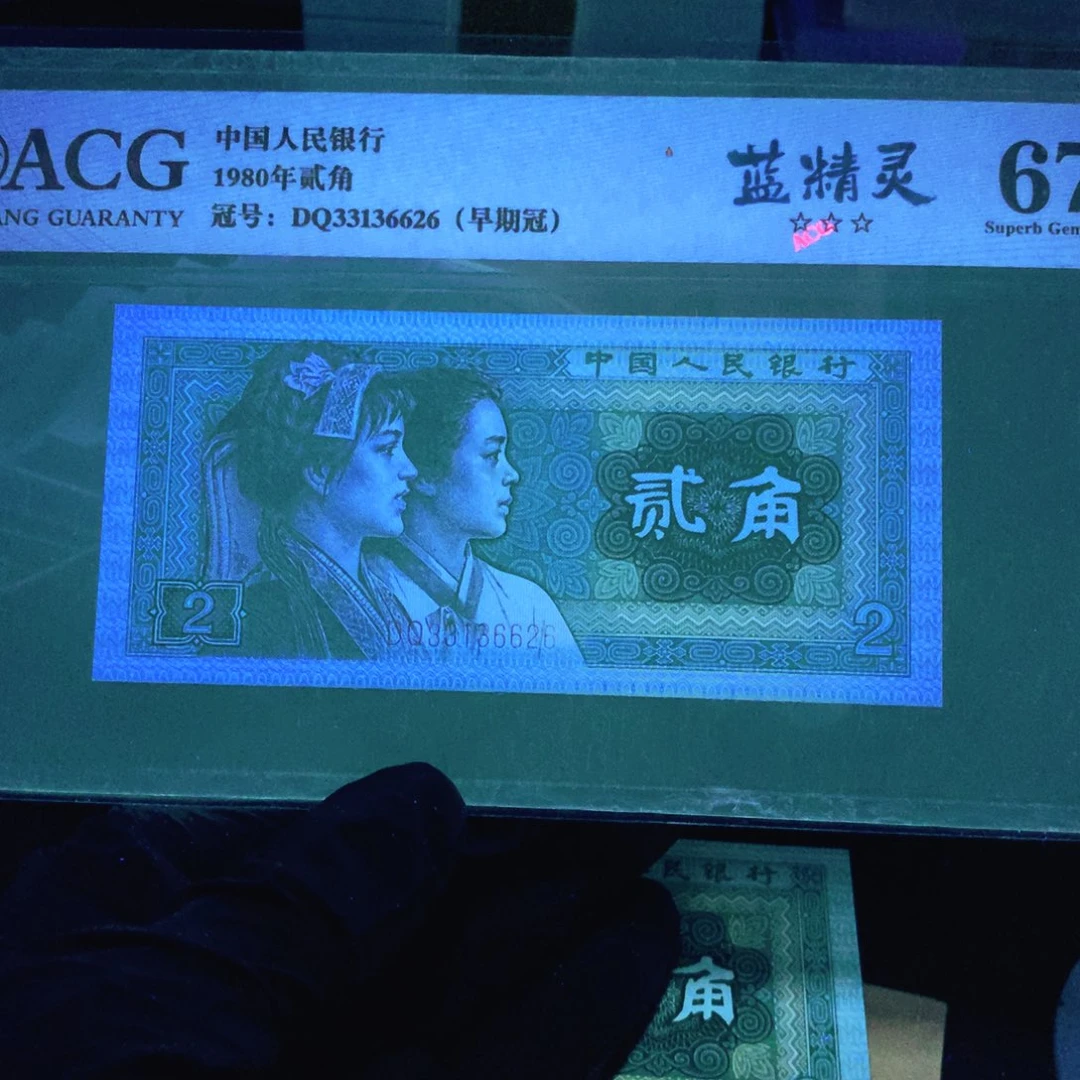 ACG
ANG GUARANTY
中国人民银行
1980年贰角
冠号：DQ33136626（早期冠）
蓝精灵
☆☆☆
67
Superb Gem
中国人民银行
贰角
2
DQ33136626
2
民银行
角